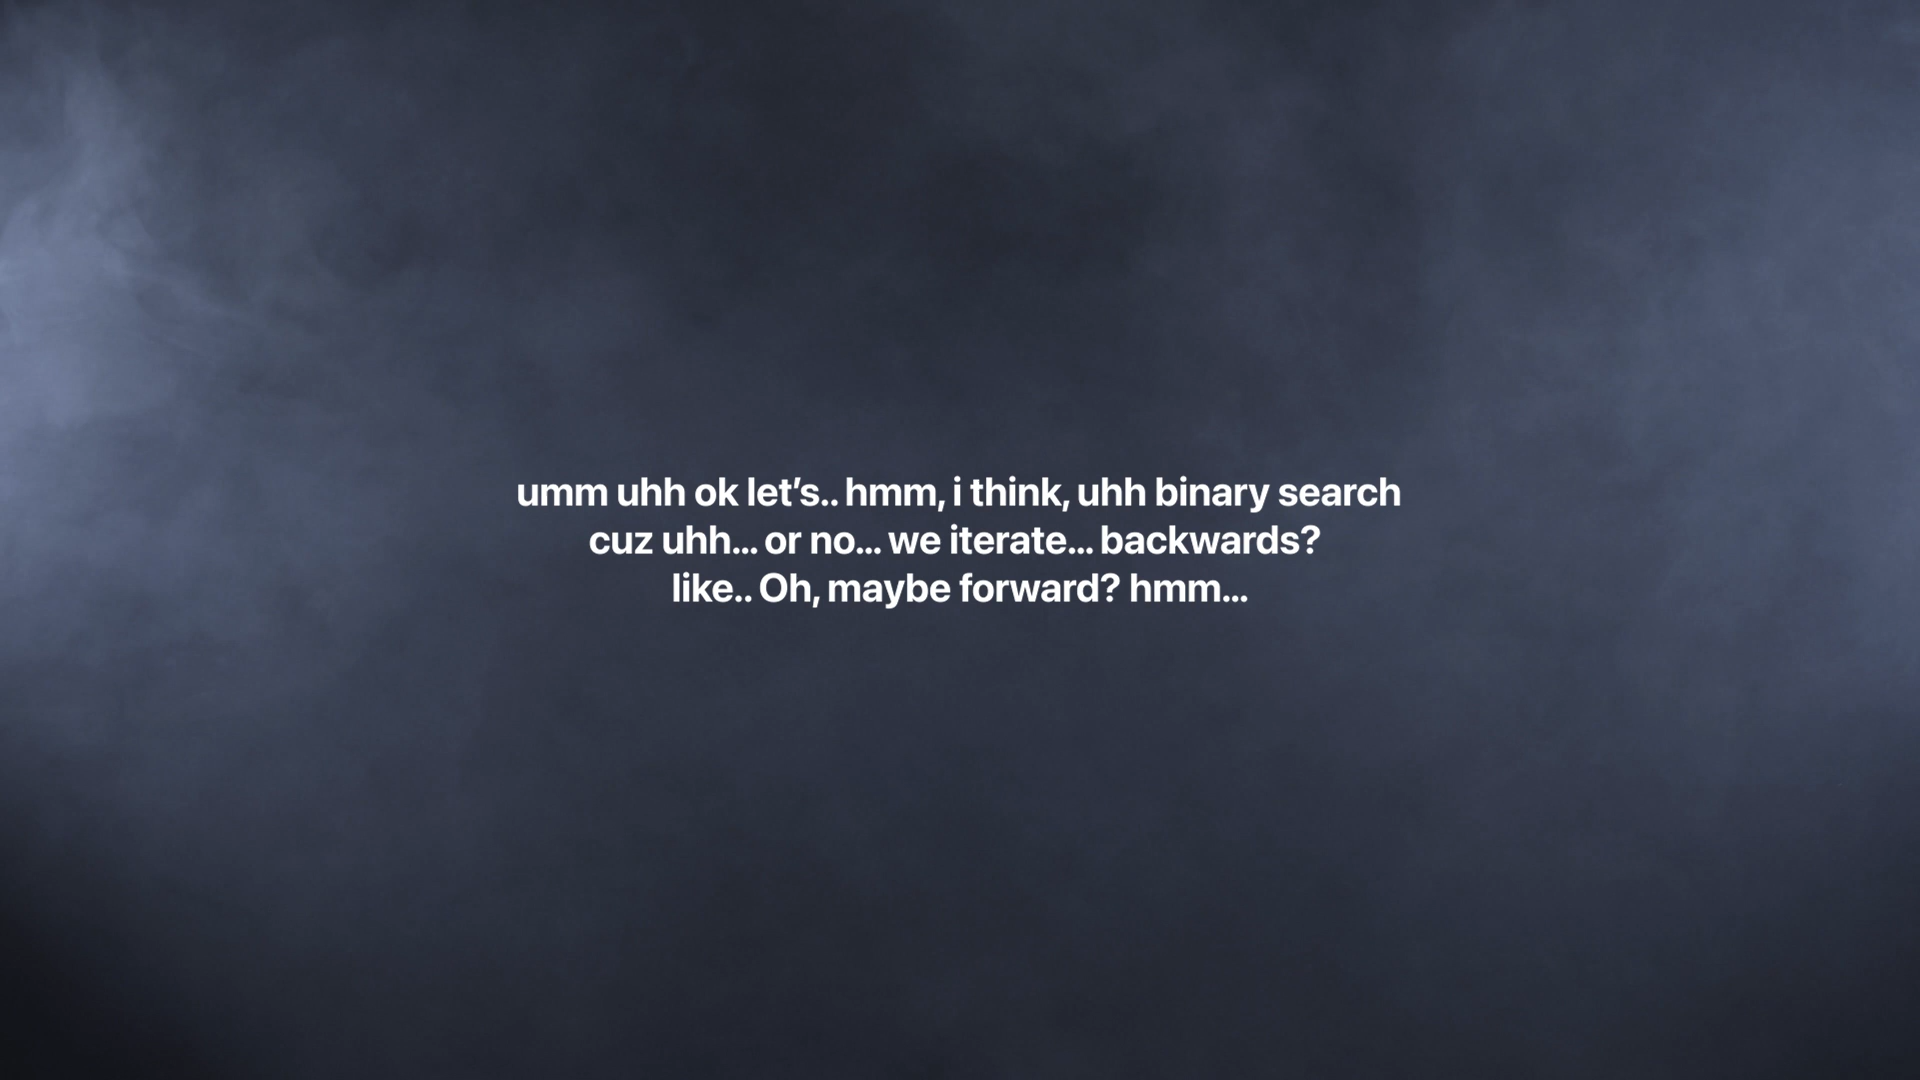 umm uhh ok let’s.. hmm, i think, uhh binary search
cuz uhh... or no... we iterate... backwards?
like.. Oh, maybe forward? hmm...